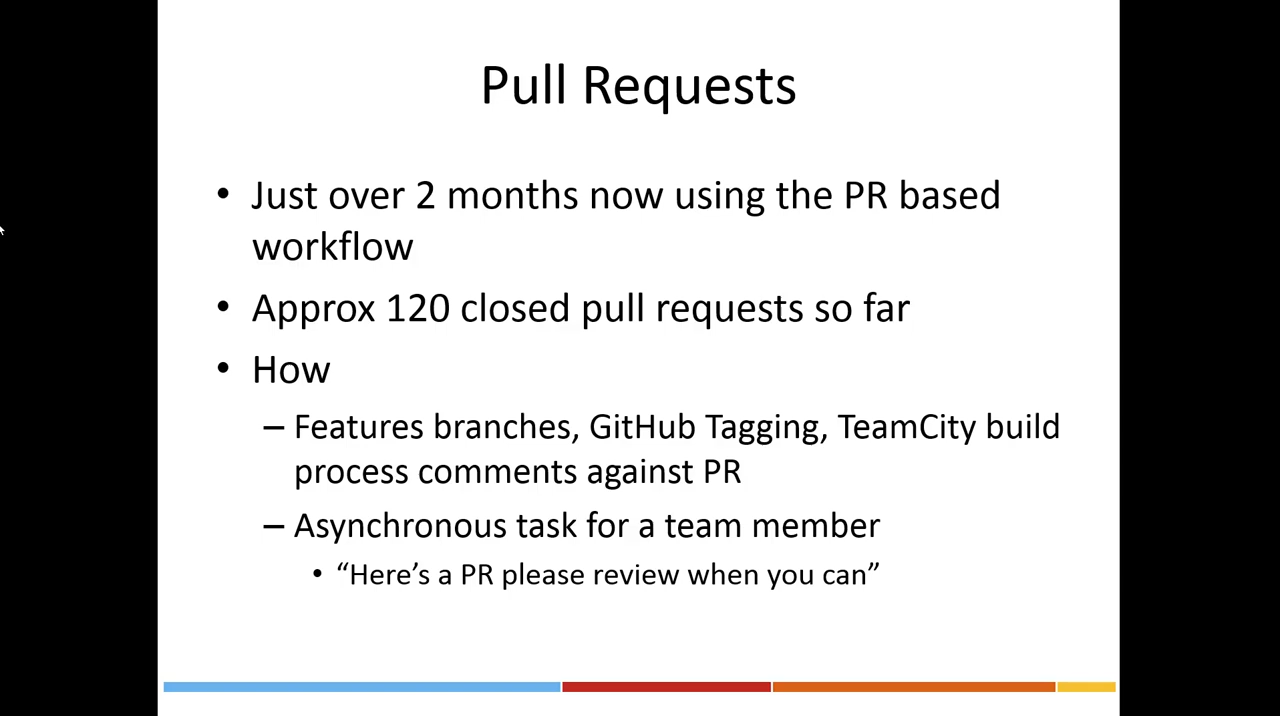 Pull Requests
• Just over 2 months now using the PR based
workflow
• Approx 120 closed pull requests so far
• How
– Features branches, GitHub Tagging, TeamCity build
process comments against PR
– Asynchronous task for a team member
• “Here’s a PR please review when you can”